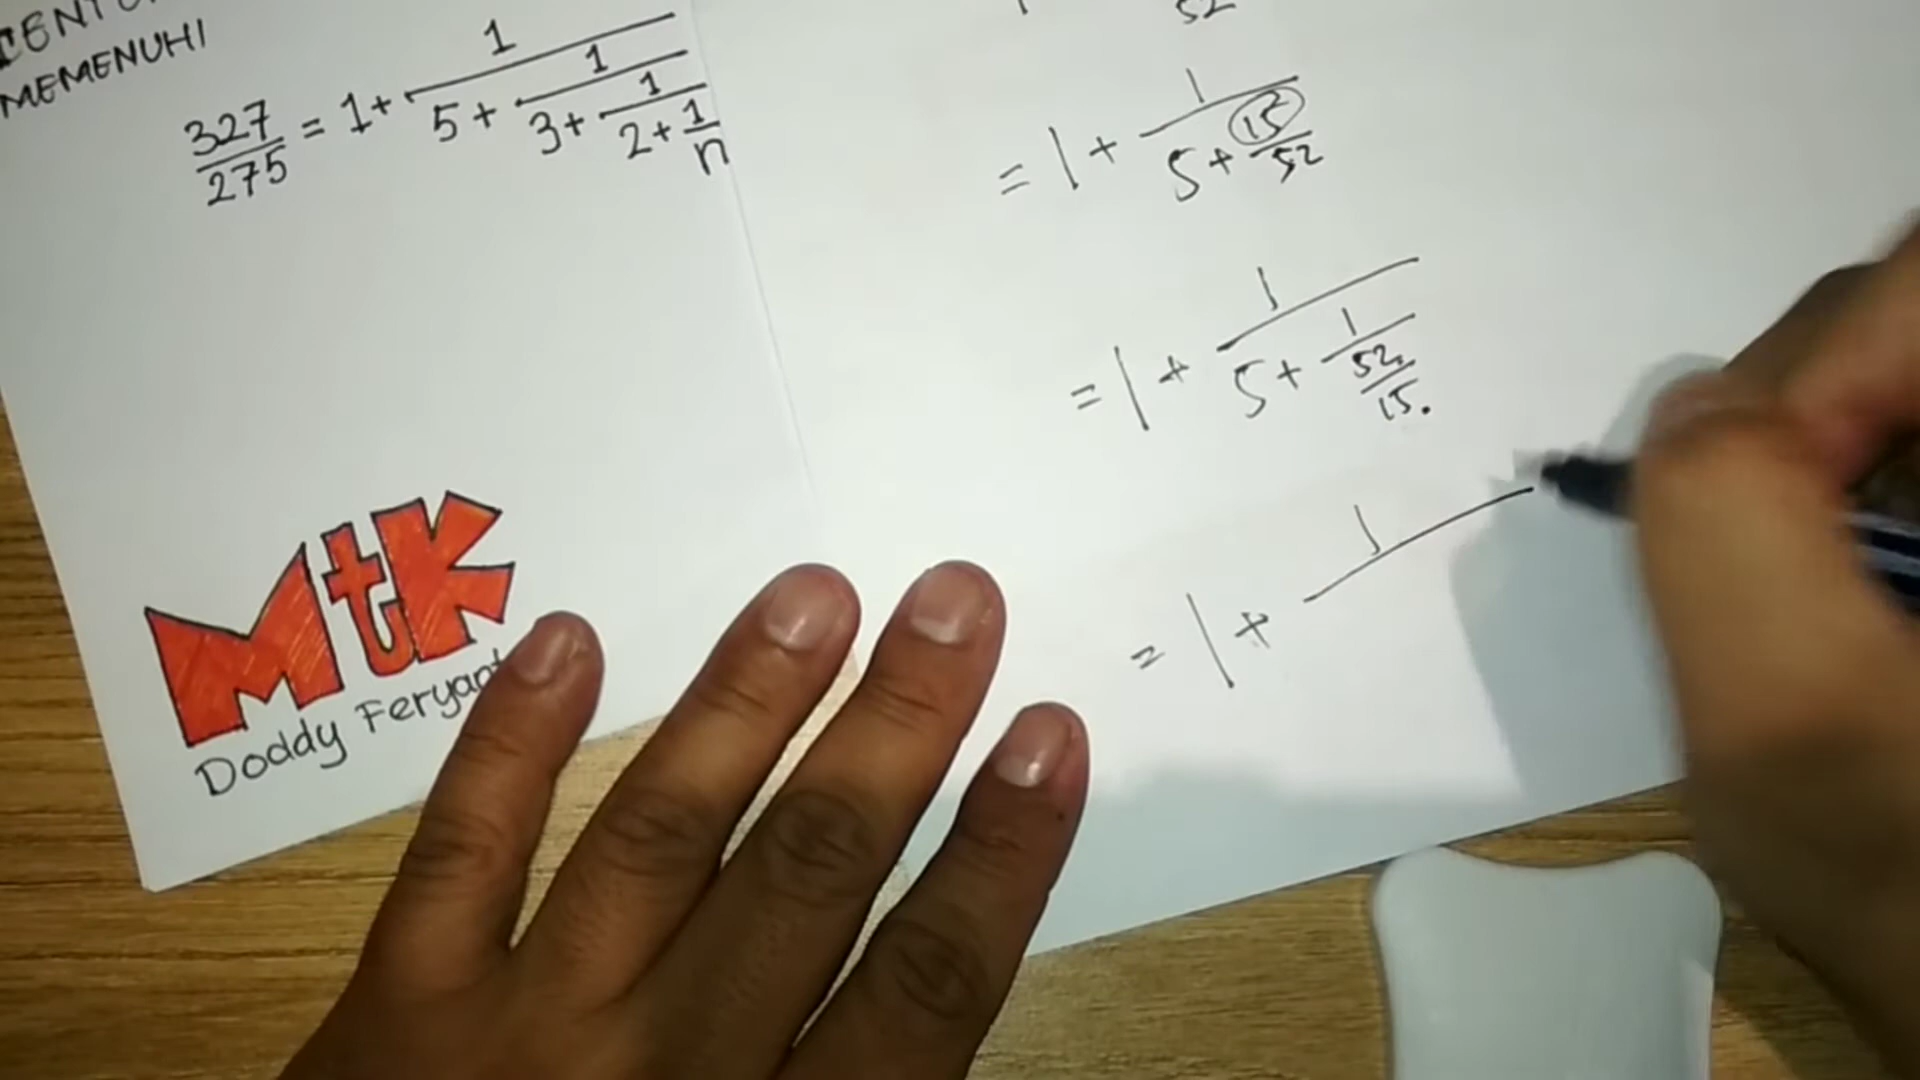 MEMENUHI
327/275 = 1 + 1/(5 + 1/(3 + 1/(2 + 1/n)))
MtK
Doddy
52
= 1 + 1/(5 + 15/52)
= 1 + 1/(5 + 1/(52/15))
= 1 + 1/